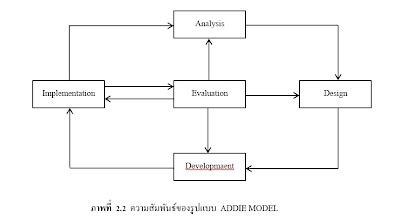 Analysis
Implementation
Evaluation
Design
Developmaent
ภาพที่ 2.2 ความสัมพันธ์ของรูปแบบ ADDIE MODEL